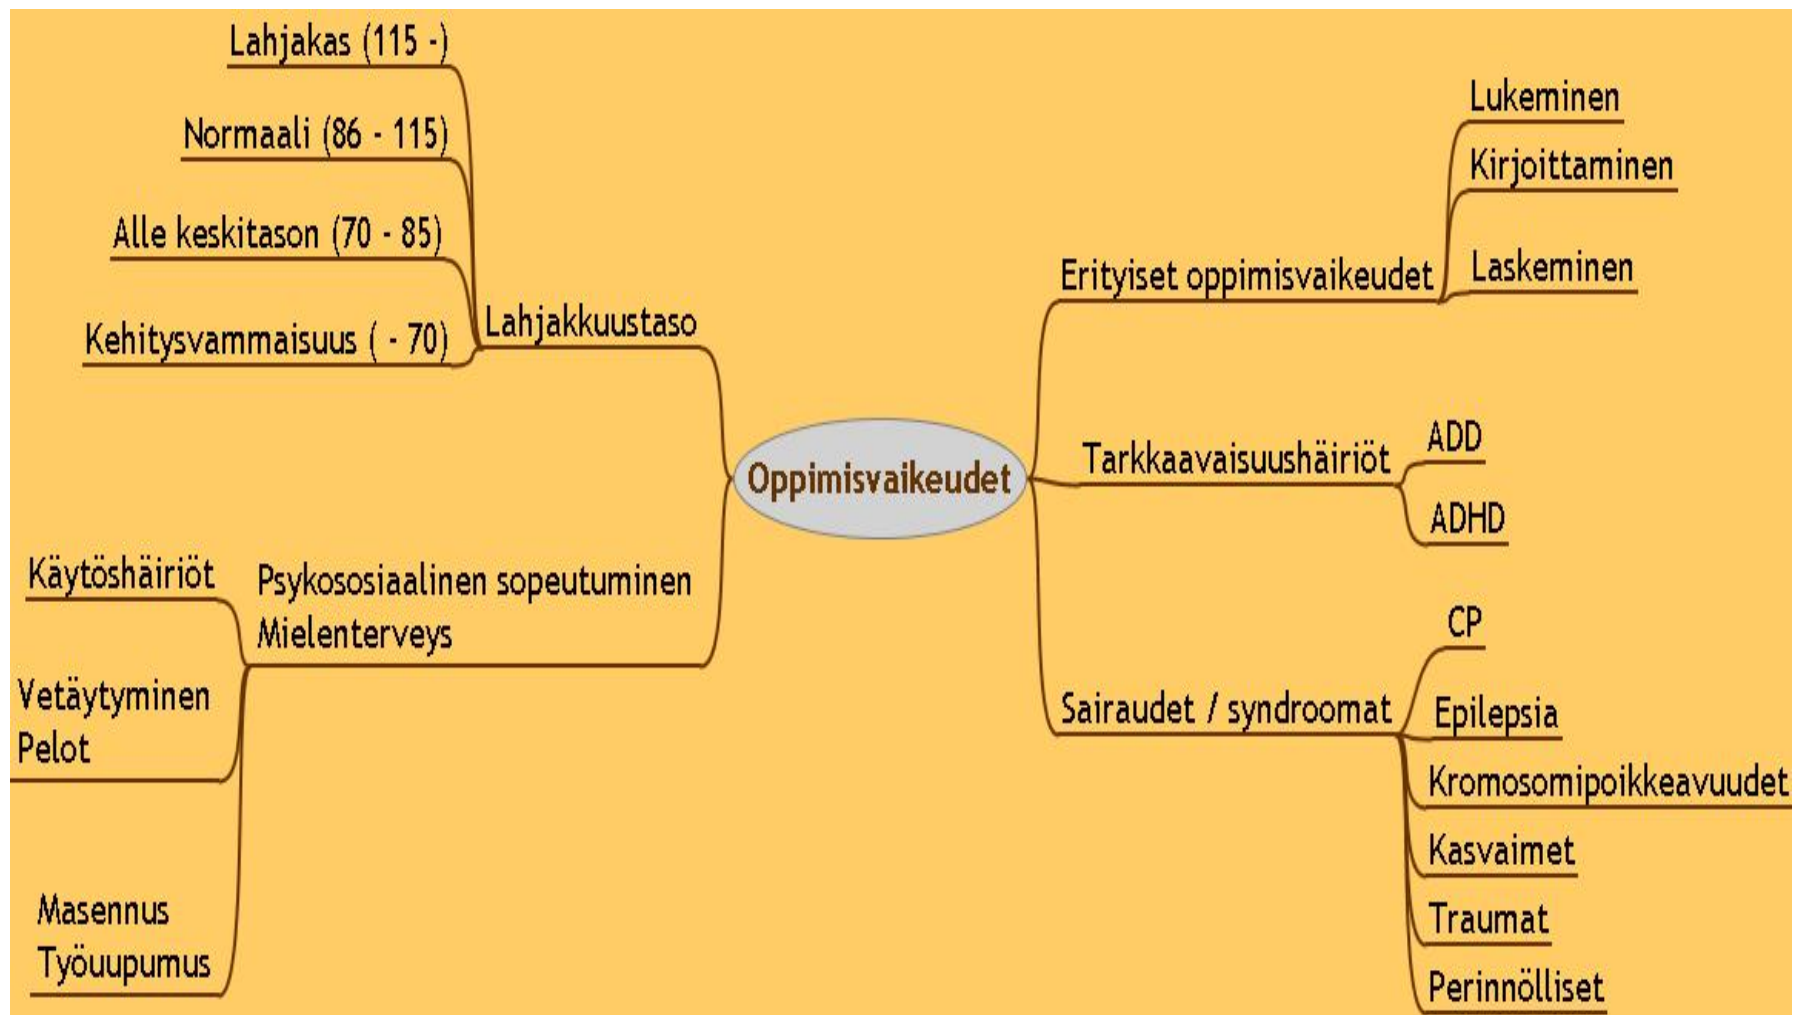 Lahjakas (115 -)
Normaali (86 - 115)
Alle keskitason (70 - 85)
Kehitysvammaisuus ( - 70)
Lahjakkuustaso
Käytöshäiriöt
Vetäytyminen
Pelot
Masennus
Työuupumus
Psykososiaalinen sopeutuminen
Mielenterveys
Oppimisvaikeudet
Erityiset oppimisvaikeudet
Lukeminen
Kirjoittaminen
Laskeminen
Tarkkaavaisuushäiriöt
ADD
ADHD
Sairaudet / syndroomat
CP
Epilepsia
Kromosomipoikkeavuudet
Kasvaimet
Traumat
Perinnölliset